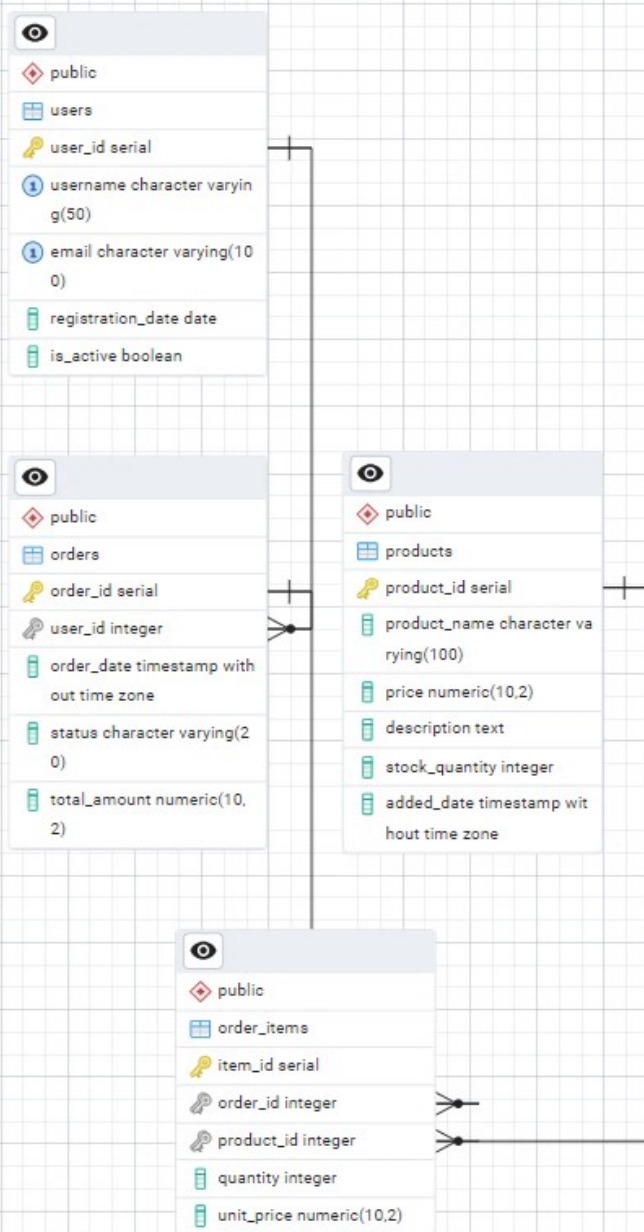 public
users
user_id serial
username character varyin
g(50)
email character varying(10
0)
registration_date date
is_active boolean
public
orders
order_id serial
user_id integer
order_date timestamp with
out time zone
status character varying(2
0)
total_amount numeric(10,
2)
public
products
product_id serial
product_name character va
rying(100)
price numeric(10,2)
description text
stock_quantity integer
added_date timestamp wit
hout time zone
public
order_items
item_id serial
order_id integer
product_id integer
quantity integer
unit_price numeric(10,2)